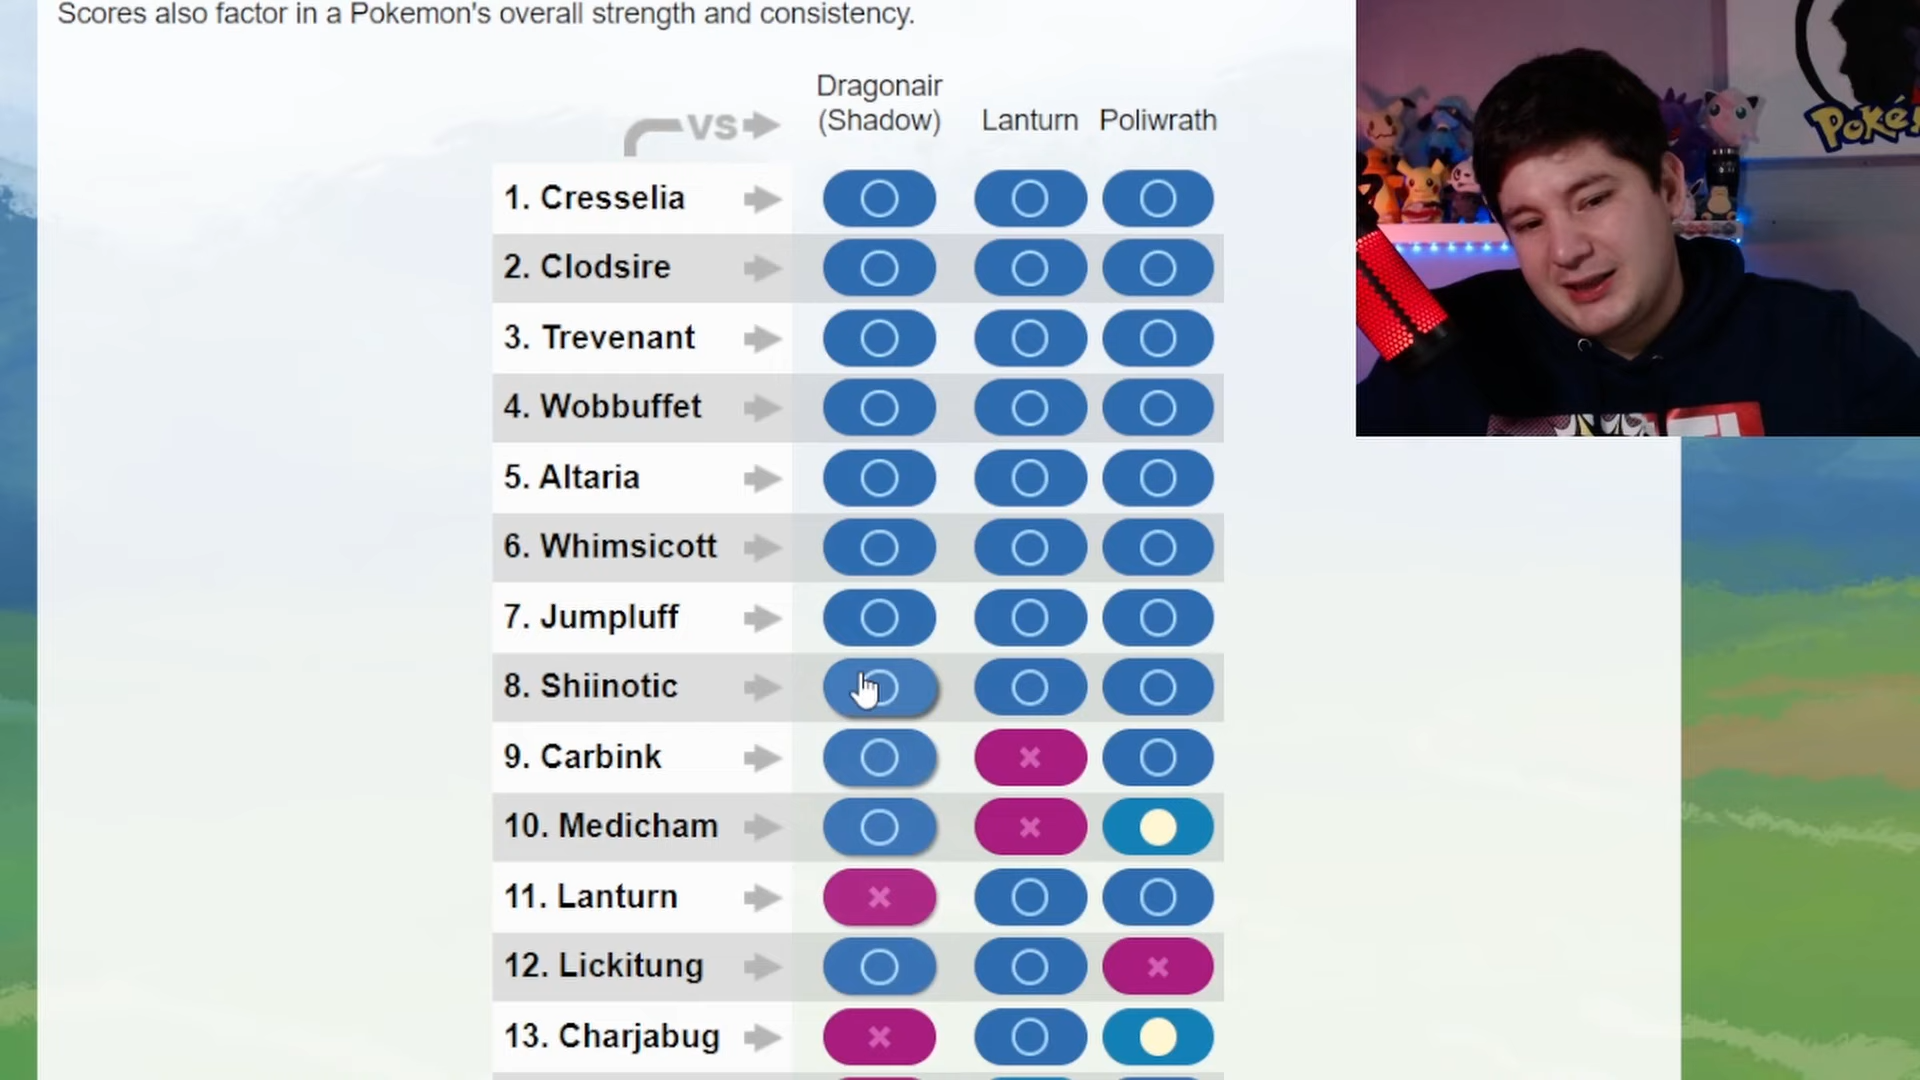 Scores also factor in a Pokemon's overall strength and consistency.
VS
Dragonair
(Shadow)
Lanturn
Poliwrath
1. Cresselia
2. Clodsire
3. Trevenant
4. Wobbuffet
5. Altaria
6. Whimsicott
7. Jumpluff
8. Shiinotic
9. Carbink
10. Medicham
11. Lanturn
12. Lickitung
13. Charjabug
Poké